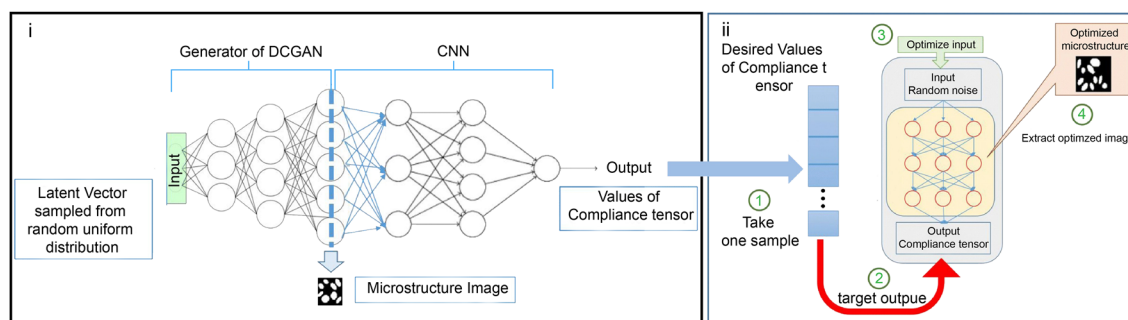 i
Generator of DCGAN
CNN
Input
Output
Latent Vector
sampled from
random uniform
distribution
Values of
Compliance tensor
Microstructure Image
ii
Desired Values
of Compliance t
ensor
1
Take
one sample
2
target outpue
3
Optimize input
Input
Random noise
Output
Compliance tensor
Optimized
microstructure
4
Extract optimzed imag